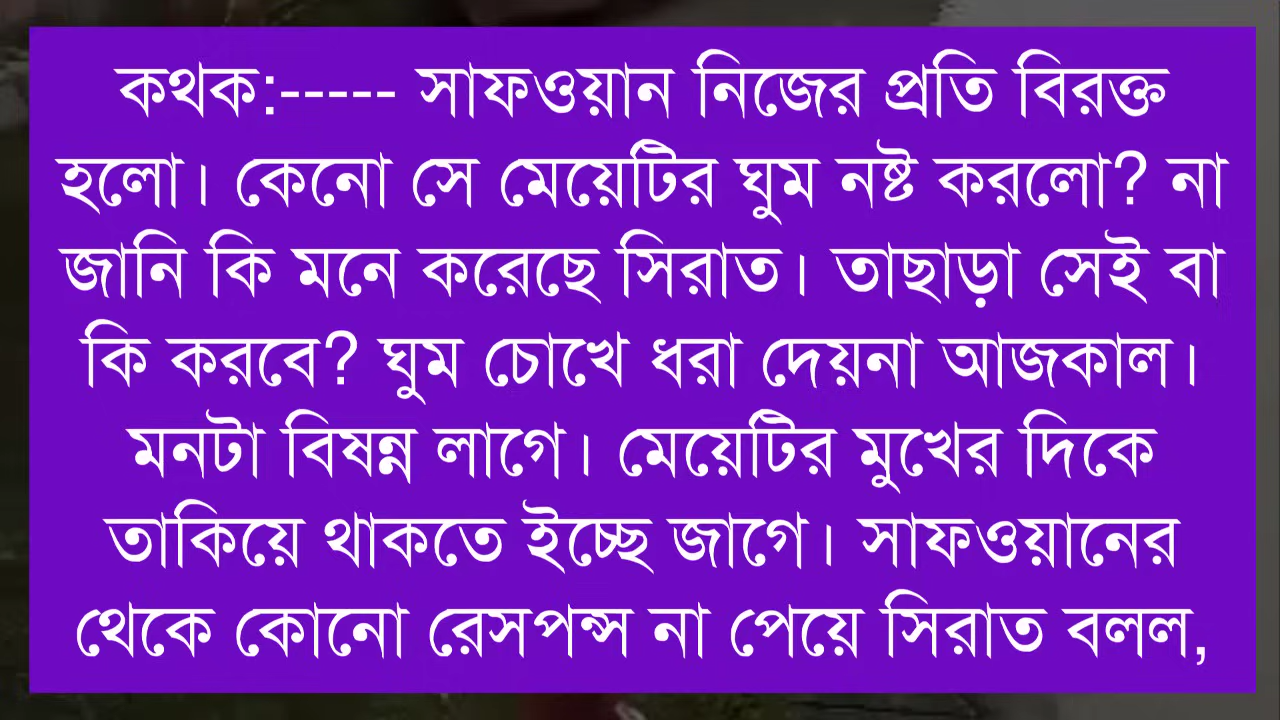 কথক:----- সাফওয়ান নিজের প্রতি বিরক্ত
হলো। কেনো সে মেয়েটির ঘুম নষ্ট করলো? না
জানি কি মনে করেছে সিরাত। তাছাড়া সেই বা
কি করবে? ঘুম চোখে ধরা দেয়না আজকাল।
মনটা বিষন্ন লাগে। মেয়েটির মুখের দিকে
তাকিয়ে থাকতে ইচ্ছে জাগে। সাফওয়ানের
থেকে কোনো রেসপন্স না পেয়ে সিরাত বলল,